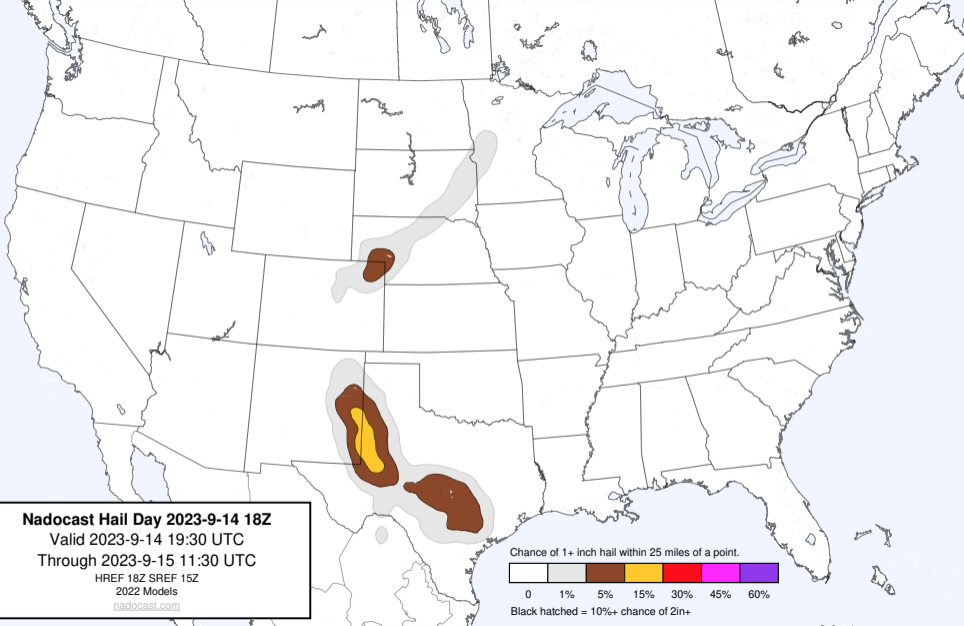 Nadocast Hail Day 2023-9-14 18Z
Valid 2023-9-14 19:30 UTC
Through 2023-9-15 11:30 UTC
HREF 18Z SREF 15Z
2022 Models
nadocast.com
Chance of 1+ inch hail within 25 miles of a point.
0 1% 5% 15% 30% 45% 60%
Black hatched = 10%+ chance of 2in+